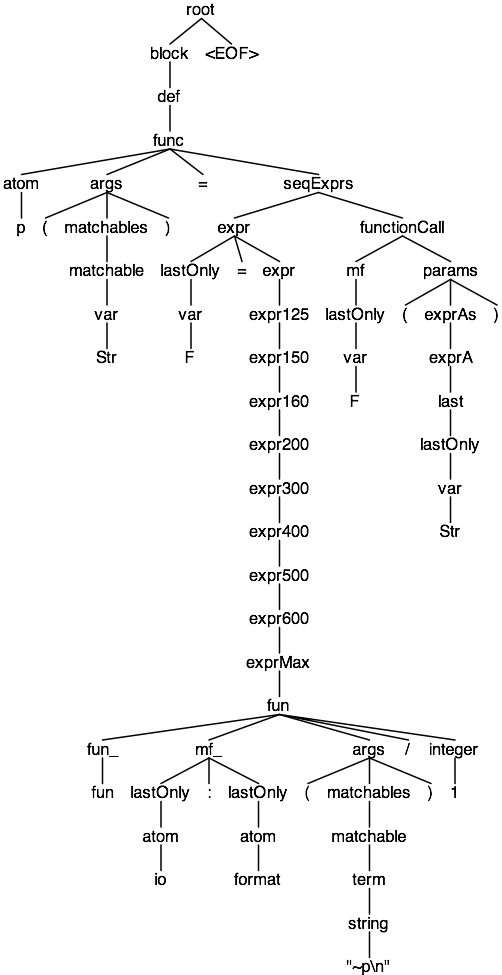 root
block <EOF>
def
func
atom args = seqExprs
p ( matchables ) expr functionCall
matchable lastOnly = expr mf params
var var expr125 lastOnly ( exprAs )
Str F expr150 var exprA
expr160 F last
expr200 lastOnly
expr300 var
expr400 Str
expr500
expr600
exprMax
fun
fun_ mf_ args / integer
fun lastOnly : lastOnly ( matchables ) 1
atom atom matchable
io format term
string
"~p\n"